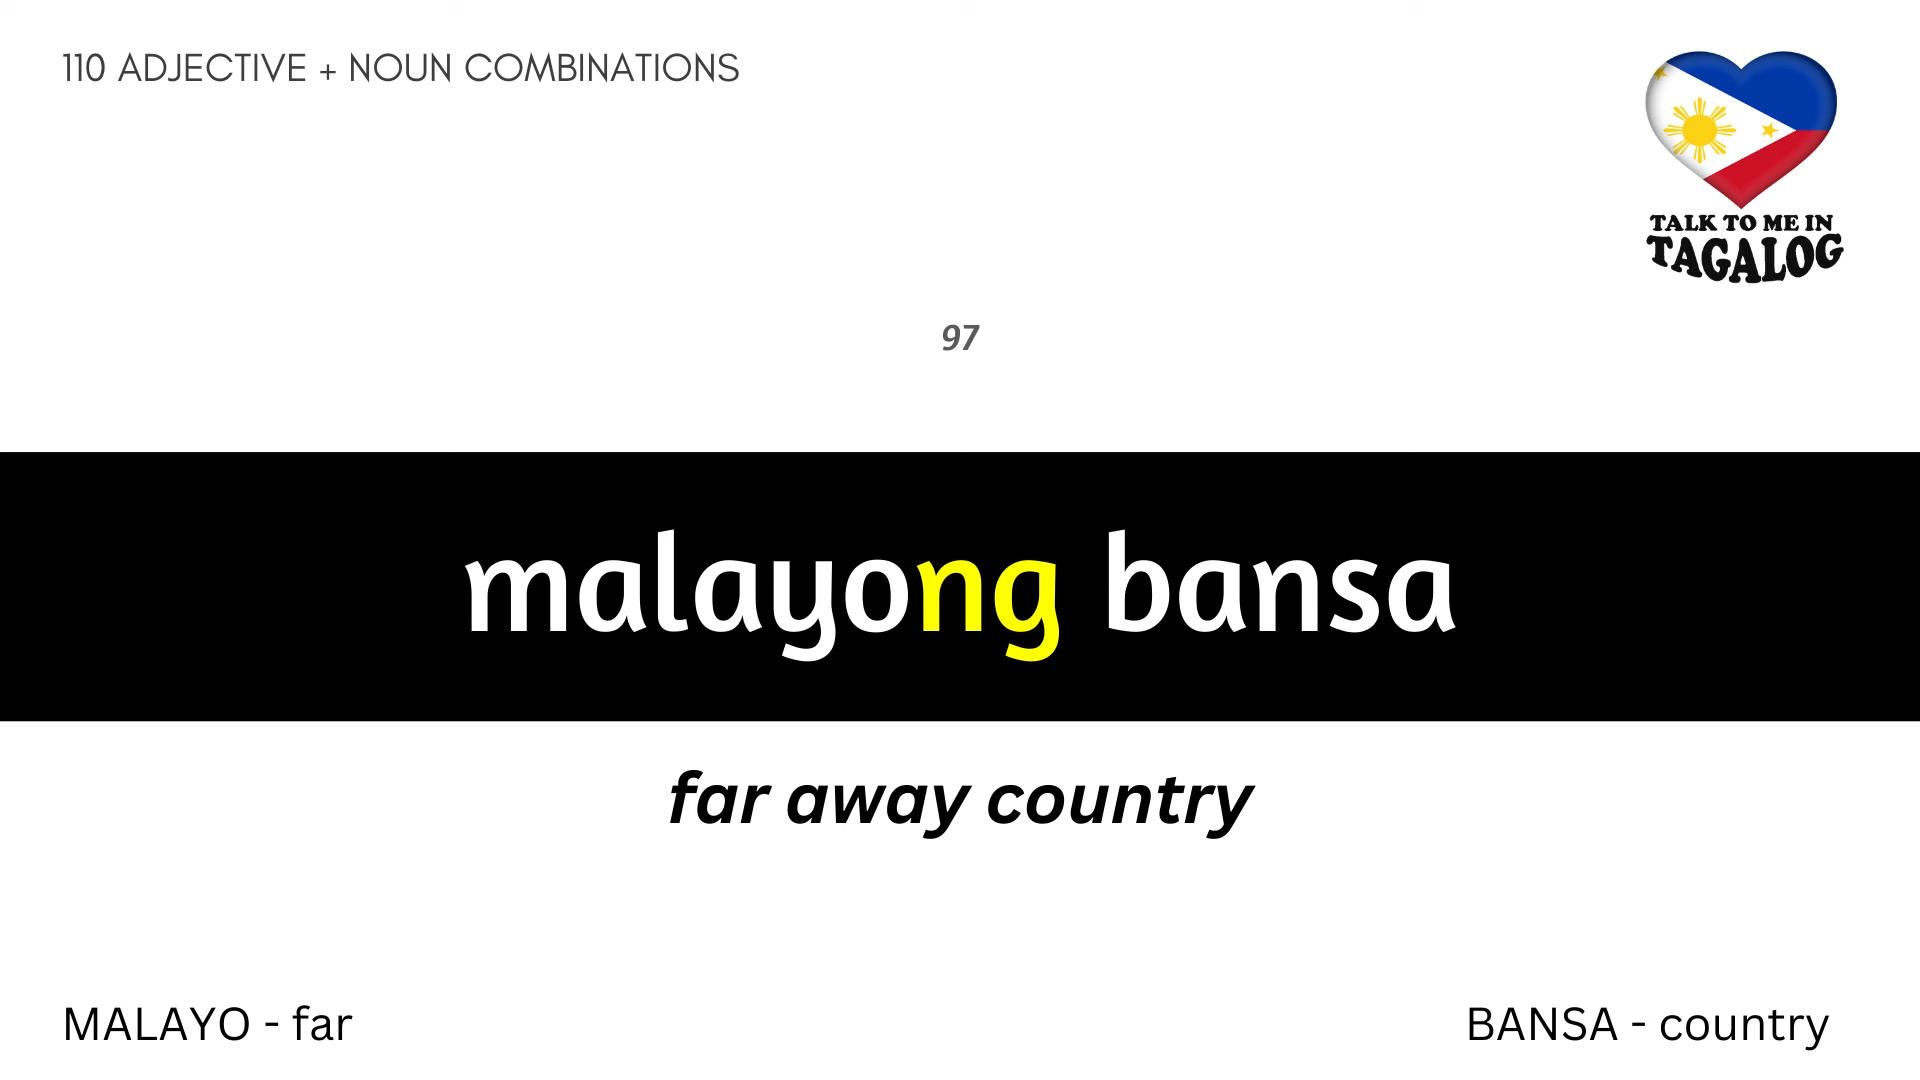 110 ADJECTIVE + NOUN COMBINATIONS
TALK TO ME IN
TAGALOG
97
malayong bansa
far away country
MALAYO - far
BANSA - country